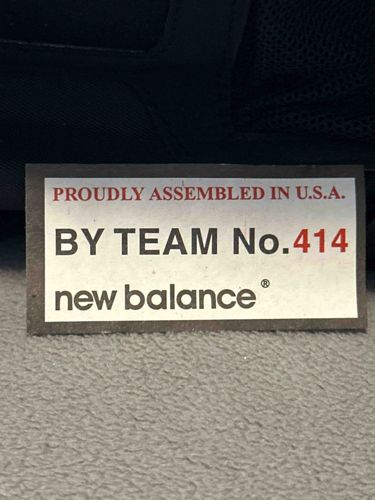 PROUDLY ASSEMBLED IN U.S.A.
BY TEAM No.414
new balance®